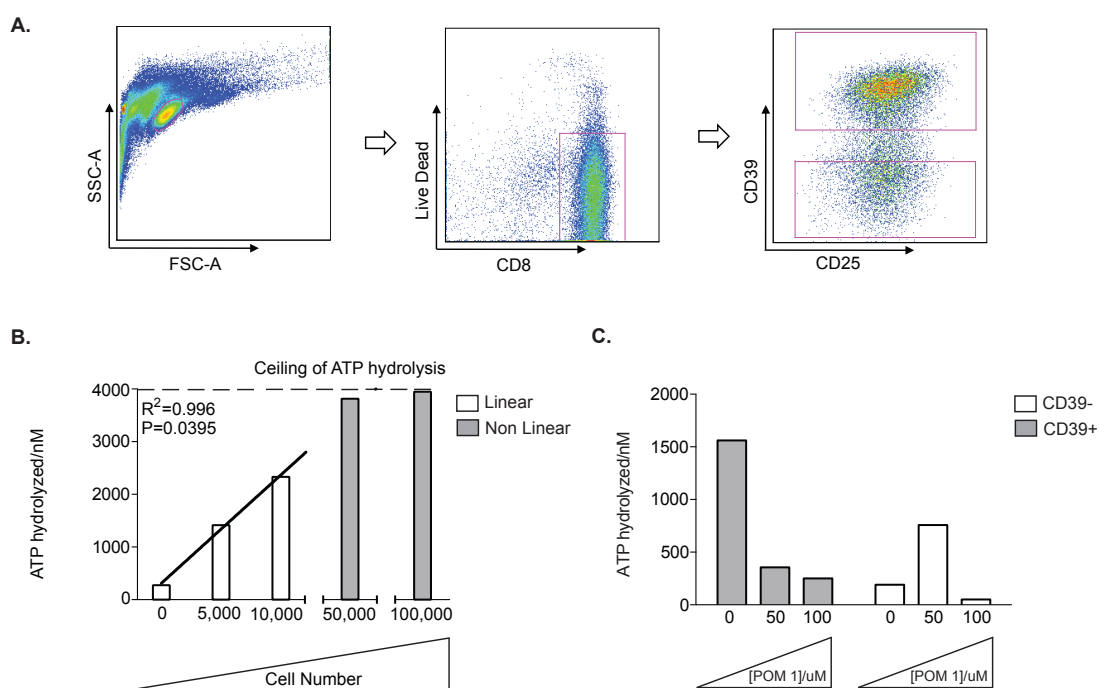 A.
SSC-A
FSC-A
Live Dead
CD8
CD39
CD25
B.
Ceiling of ATP hydrolysis
ATP hydrolyzed/nM
4000
3000
2000
1000
0
R²=0.996
P=0.0395
Linear
Non Linear
0 5,000 10,000 50,000 100,000
Cell Number
C.
ATP hydrolyzed/nM
2000
1500
1000
500
0
CD39-
CD39+
0 50 100 0 50 100
[POM 1]/uM [POM 1]/uM